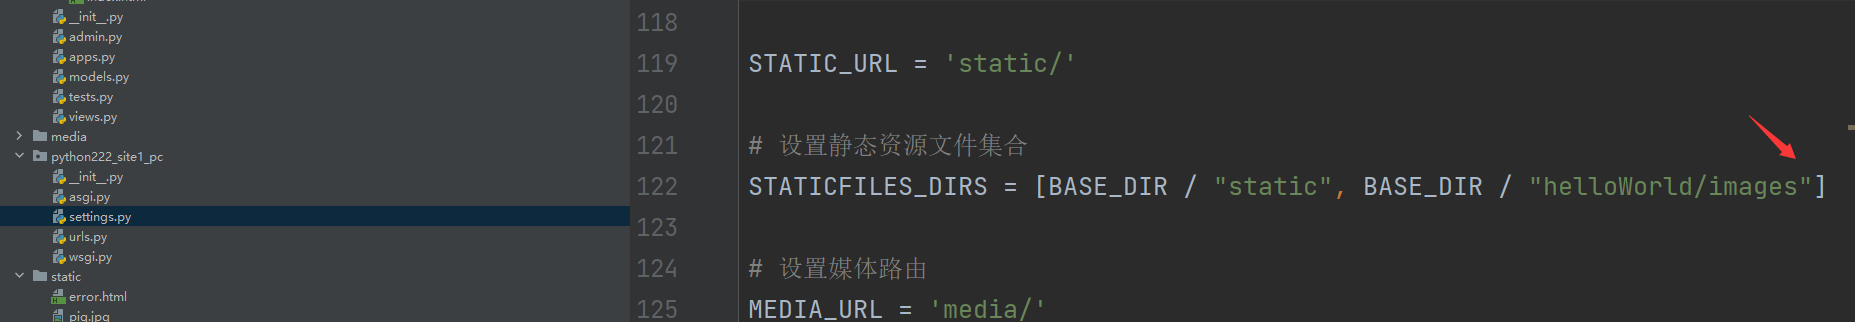 index.html
__init__.py
admin.py
apps.py
models.py
tests.py
views.py
media
python222_site1_pc
__init__.py
asgi.py
settings.py
urls.py
wsgi.py
static
error.html
pig.jpg
118
119 STATIC_URL = 'static/'
120
121 # 设置静态资源文件集合
122 STATICFILES_DIRS = [BASE_DIR / "static", BASE_DIR / "helloWorld/images"]
123
124 # 设置媒体路由
125 MEDIA_URL = 'media/'